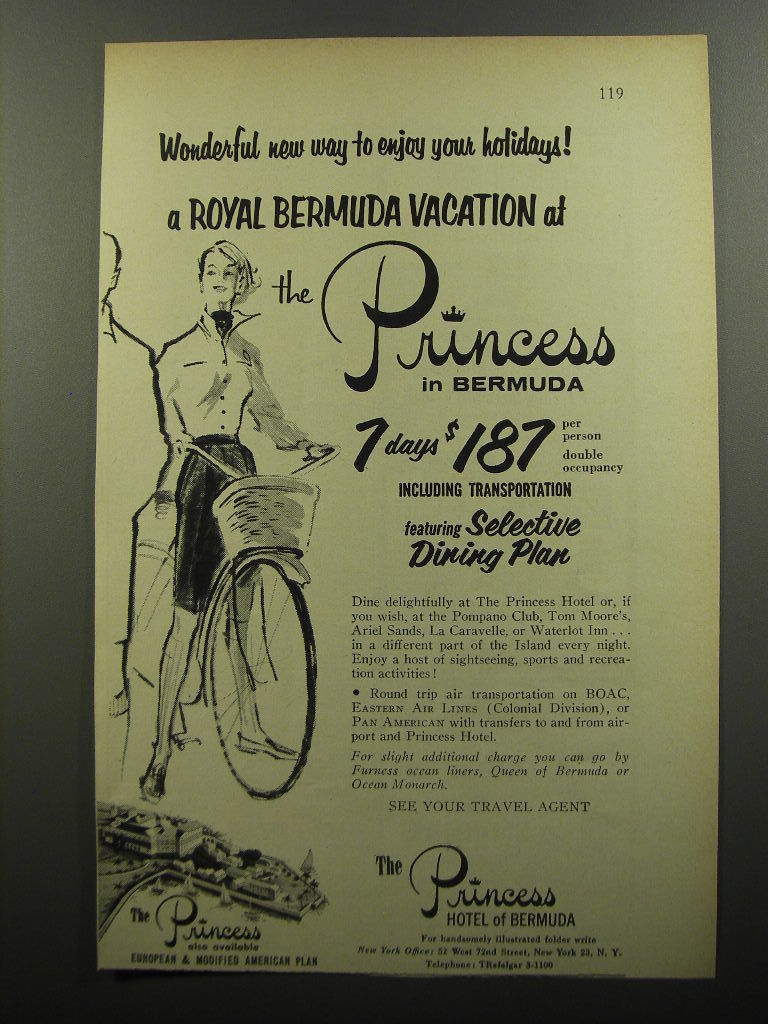 119
Wonderful new way to enjoy your holidays!
a ROYAL BERMUDA VACATION at
the Princess
in BERMUDA
7 days $187 per person double occupancy
INCLUDING TRANSPORTATION
featuring Selective
Dining Plan
Dine delightfully at The Princess Hotel or, if
you wish, at the Pompano Club, Tom Moore's,
Ariel Sands, La Caravelle, or Waterlot Inn . . .
in a different part of the Island every night.
Enjoy a host of sightseeing, sports and recrea-
tion activities!
• Round trip air transportation on BOAC,
EASTERN AIR LINES (Colonial Division), or
PAN AMERICAN with transfers to and from air-
port and Princess Hotel.
For slight additional charge you can go by
Furness ocean liners, Queen of Bermuda or
Ocean Monarch.
SEE YOUR TRAVEL AGENT
The Princess
also available
EUROPEAN & MODIFIED AMERICAN PLAN
The Princess
HOTEL of BERMUDA
For handsomely illustrated folder write
New York Office: 52 West 72nd Street, New York 23, N. Y.
Telephone: TRafalgar 3-1100